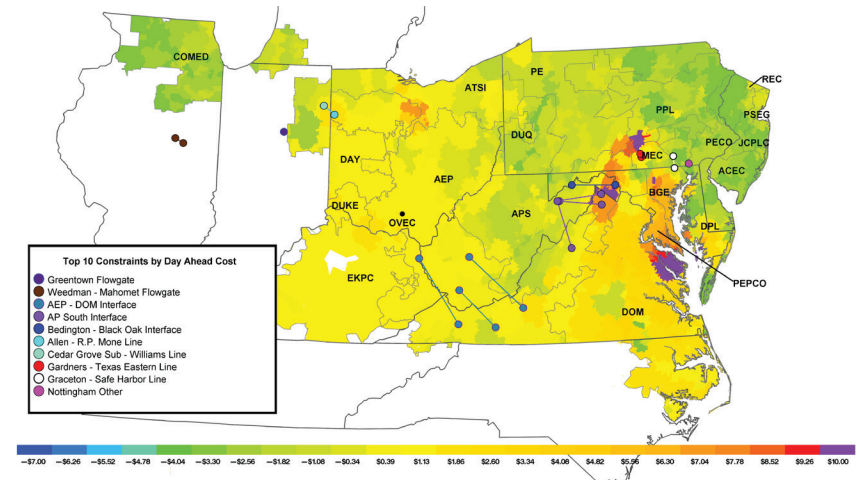 COMED
PE
REC
ATSI
PPL
PSEG
DUQ
MEC
PECO
JCPLC
DAY
ACEC
AEP
BGE
DUKE
APS
OVEC
DPL
EKPC
PEPCO
DOM
Top 10 Constraints by Day Ahead Cost
Greentown Flowgate
Weedman - Mahomet Flowgate
AEP - DOM Interface
AP South Interface
Bedington - Black Oak Interface
Allen - R.P. Mone Line
Cedar Grove Sub - Williams Line
Gardners - Texas Eastern Line
Graceton - Safe Harbor Line
Nottingham Other
–$7.00 –$6.26 –$5.52 –$4.78 –$4.04 –$3.30 –$2.56 –$1.82 –$1.08 –$0.34 $0.39 $1.13 $1.86 $2.60 $3.34 $4.08 $4.82 $5.56 $6.30 $7.04 $7.78 $8.52 $9.26 $10.00